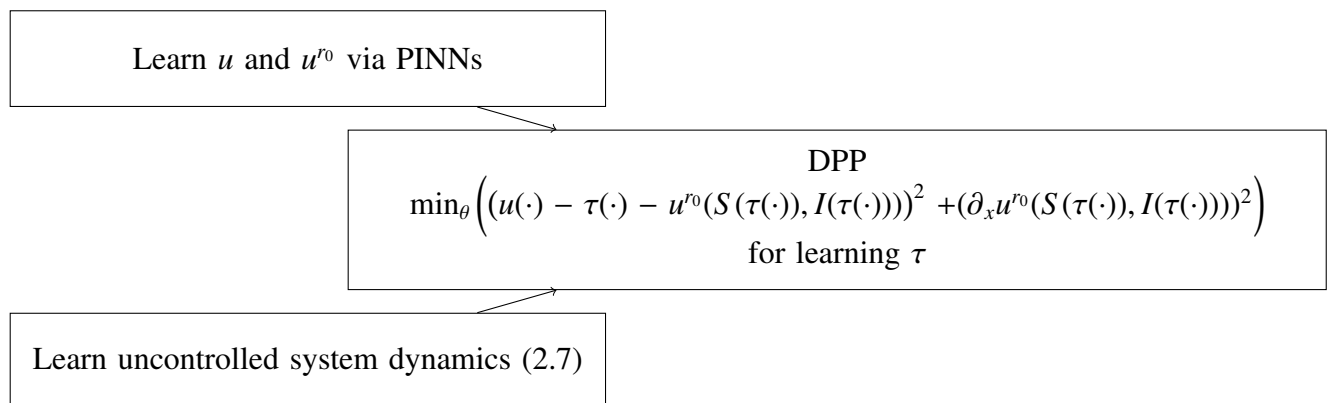 Learn u and u^{r_0} via PINNs
DPP
min_θ((u(·) − τ(·) − u^{r_0}(S(τ(·)), I(τ(·))))^2 +(∂_x u^{r_0}(S(τ(·)), I(τ(·))))^2)
for learning τ
Learn uncontrolled system dynamics (2.7)